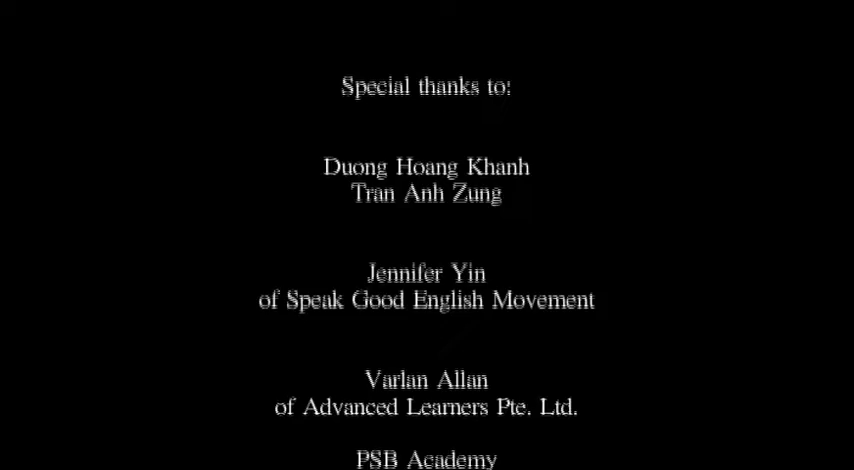 Special thanks to:
Duong Hoang Khanh
Tran Anh Zung
Jennifer Yin
of Speak Good English Movement
Varlan Allan
of Advanced Learners Pte. Ltd.
PSB Academy